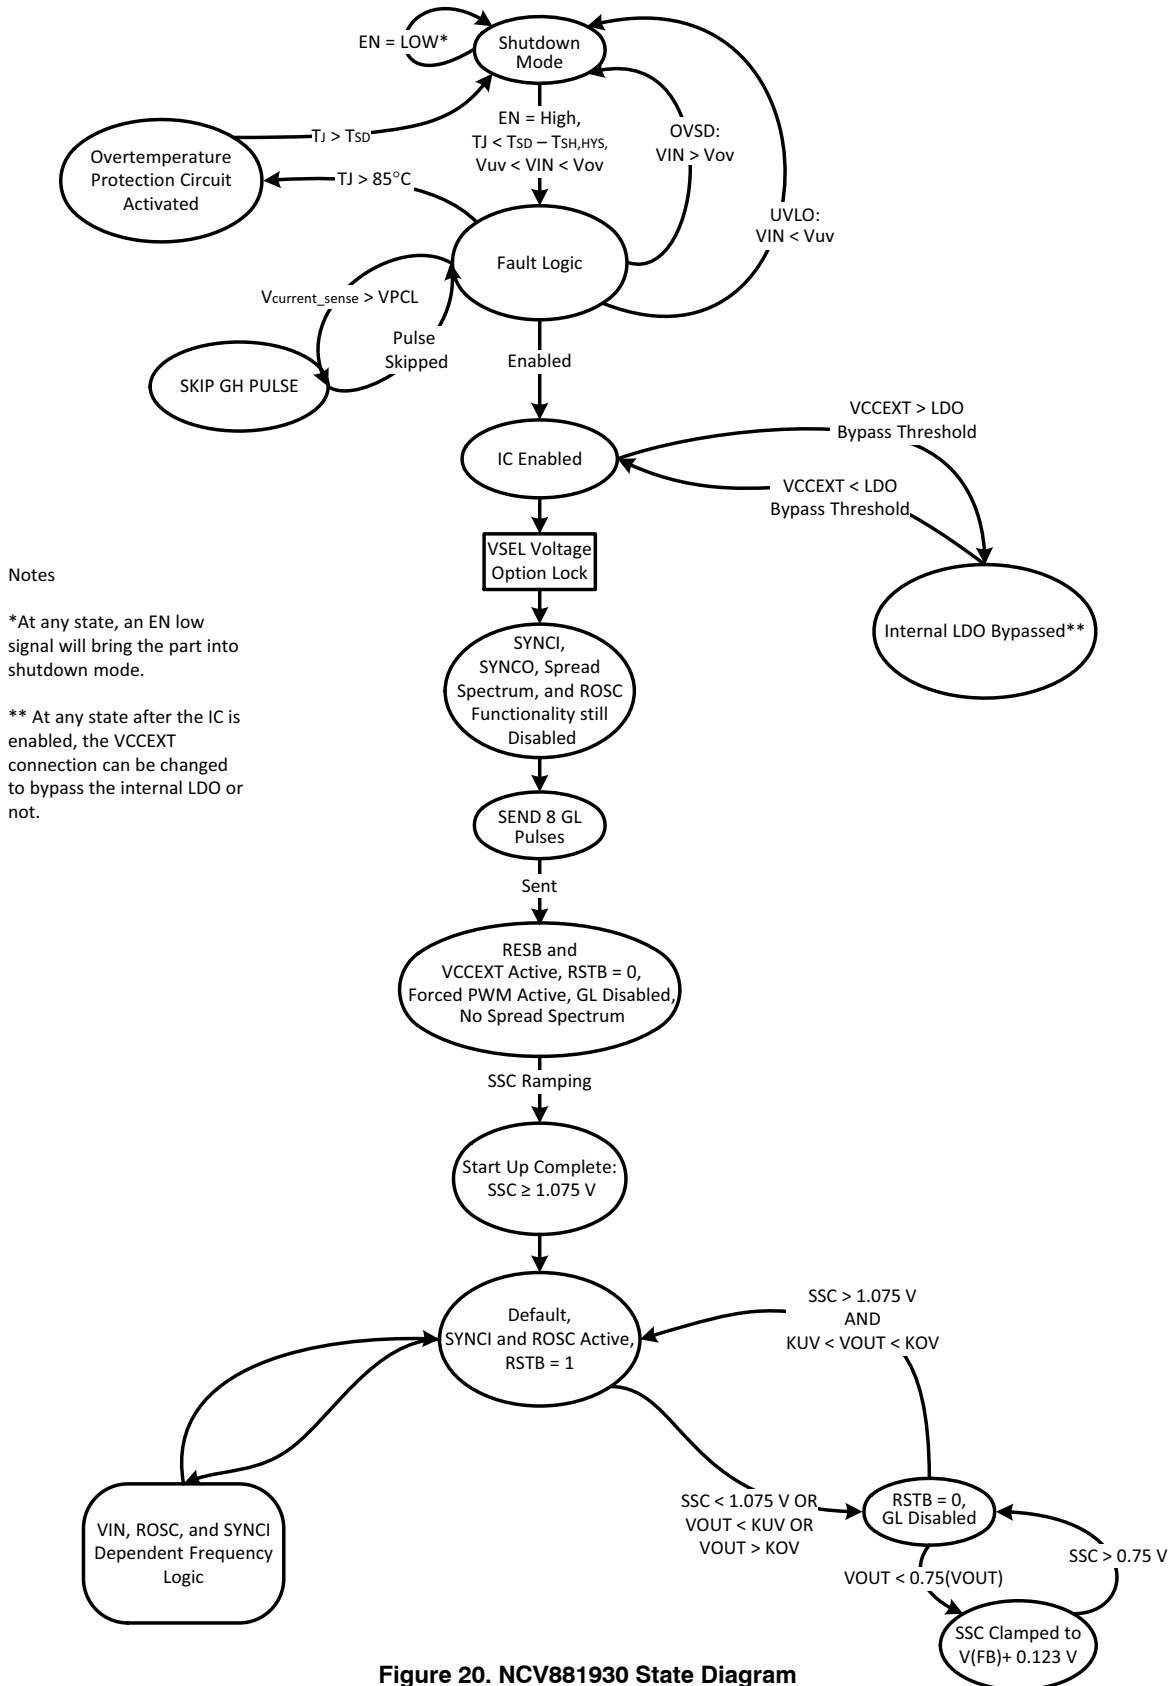 EN = LOW*
Shutdown
Mode
EN = High,
TJ < TSD – TSH,HYS,
Vuv < VIN < Vov
OVSD:
VIN > Vov
UVLO:
VIN < Vuv
TJ > TSD
Overtemperature
Protection Circuit
Activated
TJ > 85°C
Fault Logic
Vcurrent_sense > VPCL
Pulse
Skipped
SKIP GH PULSE
Enabled
IC Enabled
VCCEXT > LDO
Bypass Threshold
VCCEXT < LDO
Bypass Threshold
Internal LDO Bypassed**
VSEL Voltage
Option Lock
Notes
*At any state, an EN low
signal will bring the part into
shutdown mode.
** At any state after the IC is
enabled, the VCCEXT
connection can be changed
to bypass the internal LDO or
not.
SYNCI,
SYNCO, Spread
Spectrum, and ROSC
Functionality still
Disabled
SEND 8 GL
Pulses
Sent
RESB and
VCCEXT Active, RSTB = 0,
Forced PWM Active, GL Disabled,
No Spread Spectrum
SSC Ramping
Start Up Complete:
SSC ≥ 1.075 V
Default,
SYNCI and ROSC Active,
RSTB = 1
SSC > 1.075 V
AND
KUV < VOUT < KOV
VIN, ROSC, and SYNCI
Dependent Frequency
Logic
SSC < 1.075 V OR
VOUT < KUV OR
VOUT > KOV
RSTB = 0,
GL Disabled
VOUT < 0.75(VOUT)
SSC > 0.75 V
SSC Clamped to
V(FB)+ 0.123 V
Figure 20. NCV881930 State Diagram